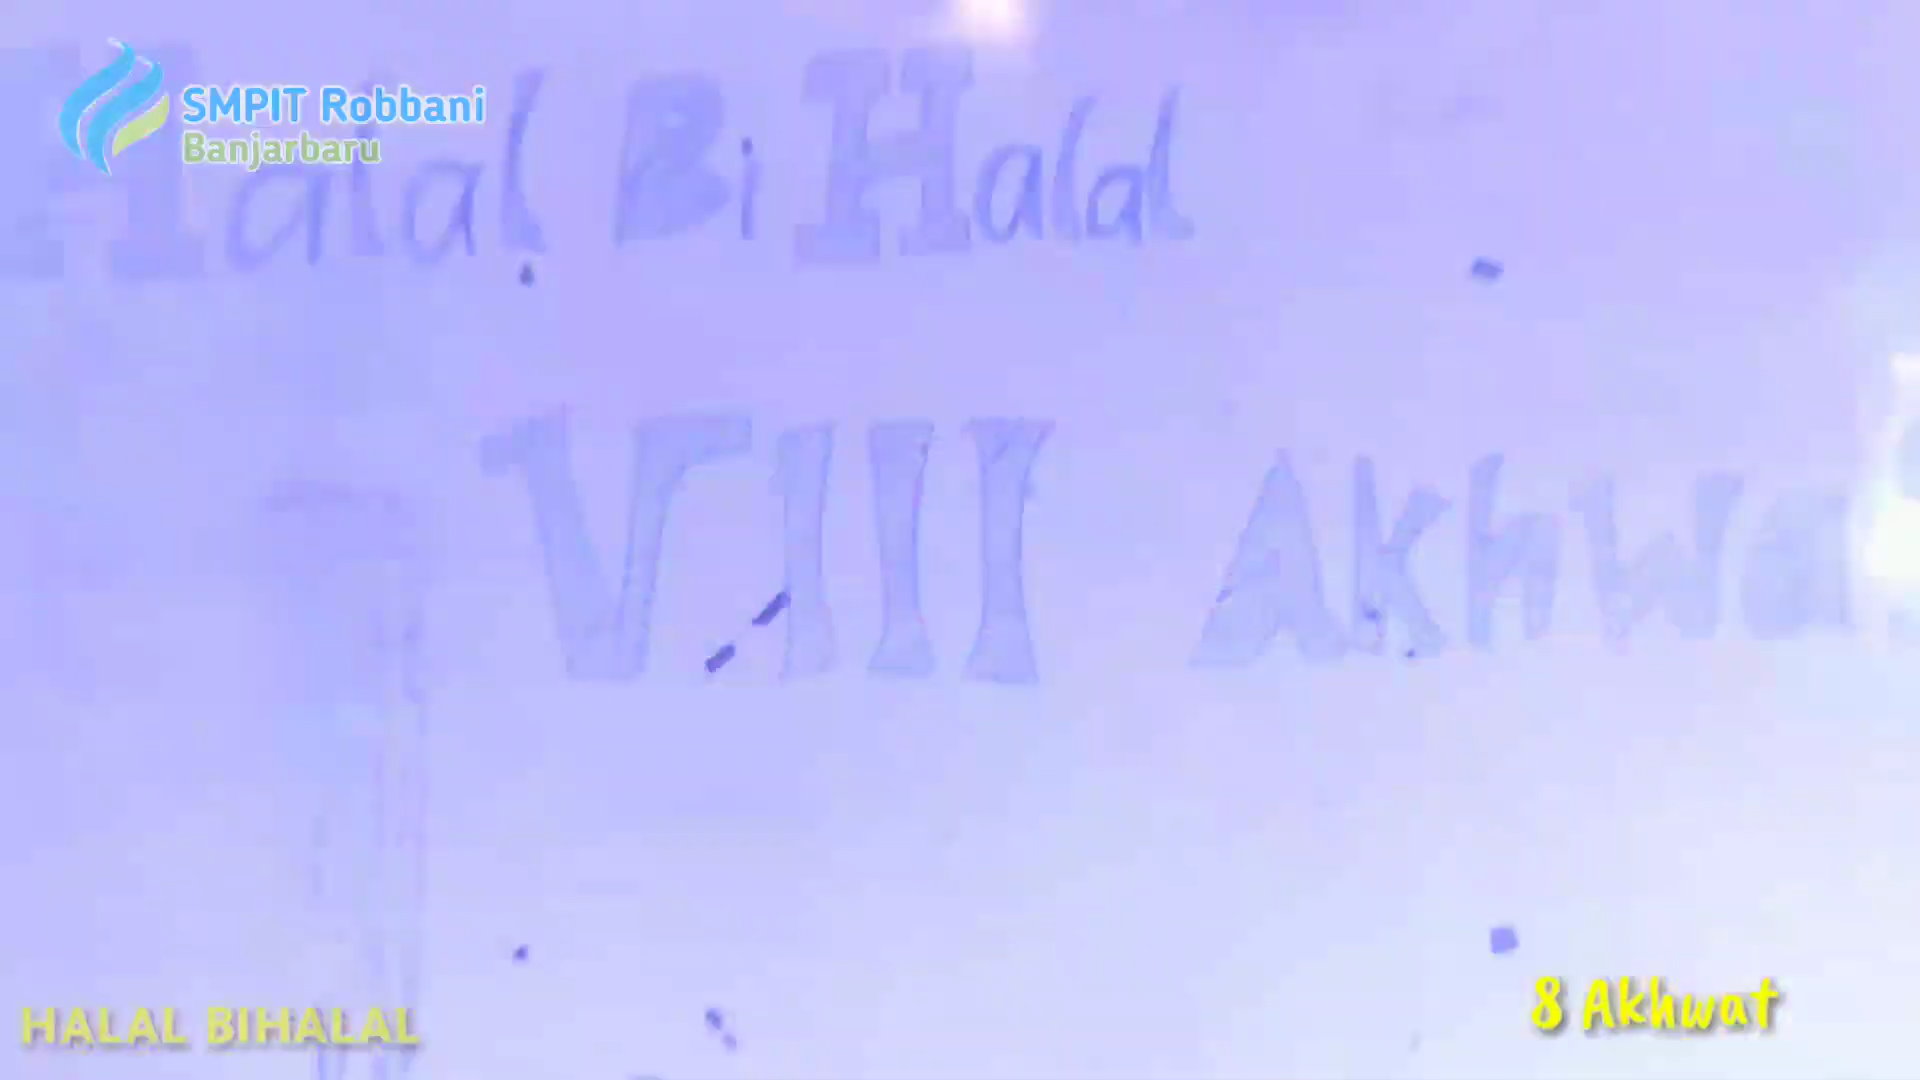 SMPIT Robbani
Banjarbaru
Halal Bi Halal
VIII Akhwa
HALAL BIHALAL
8 Akhwat